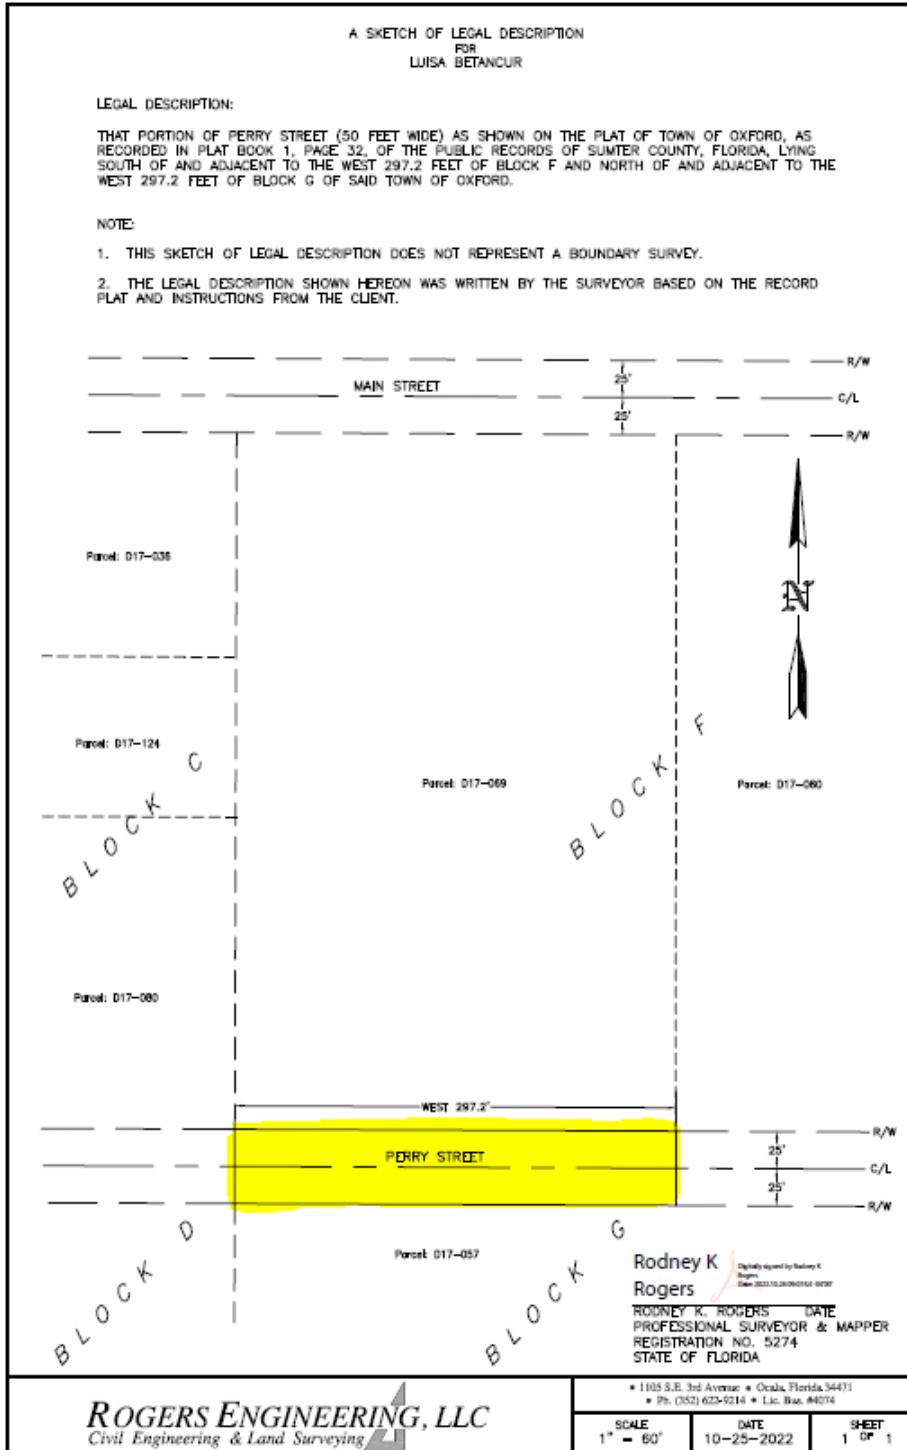 A SKETCH OF LEGAL DESCRIPTION
FOR
LUISA BETANCUR
LEGAL DESCRIPTION:
THAT PORTION OF PERRY STREET (50 FEET WIDE) AS SHOWN ON THE PLAT OF TOWN OF OXFORD, AS
RECORDED IN PLAT BOOK 1, PAGE 32, OF THE PUBLIC RECORDS OF SUMTER COUNTY, FLORIDA, LYING
SOUTH OF AND ADJACENT TO THE WEST 297.2 FEET OF BLOCK F AND NORTH OF AND ADJACENT TO THE
WEST 297.2 FEET OF BLOCK G OF SAID TOWN OF OXFORD.
NOTE:
1. THIS SKETCH OF LEGAL DESCRIPTION DOES NOT REPRESENT A BOUNDARY SURVEY.
2. THE LEGAL DESCRIPTION SHOWN HEREON WAS WRITTEN BY THE SURVEYOR BASED ON THE RECORD
PLAT AND INSTRUCTIONS FROM THE CLIENT.
R/W
25'
MAIN STREET
C/L
25'
R/W
Parcel: D17-036
N
Parcel: D17-124
BLOCK C
Parcel: D17-069
BLOCK F
Parcel: D17-060
Parcel: D17-080
WEST 297.2'
R/W
25'
PERRY STREET
C/L
25'
R/W
BLOCK D
Parcel: D17-057
BLOCK G
Rodney K
Rogers
Digitally signed by Rodney K
Rogers
RODNEY K. ROGERS DATE
PROFESSIONAL SURVEYOR & MAPPER
REGISTRATION NO. 5274
STATE OF FLORIDA
ROGERS ENGINEERING, LLC
Civil Engineering & Land Surveying
• 1105 S.E. 3rd Avenue • Ocala, Florida 34471
• Ph. (352) 622-9214 • Lic. Bus. #4074
SCALE
1" = 60'
DATE
10-25-2022
SHEET
1 OF 1